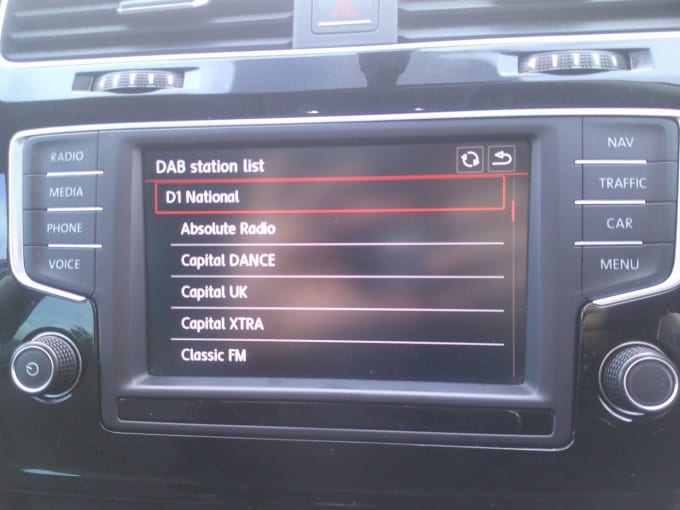 RADIO
MEDIA
PHONE
VOICE
DAB station list
D1 National
Absolute Radio
Capital DANCE
Capital UK
Capital XTRA
Classic FM
NAV
TRAFFIC
CAR
MENU